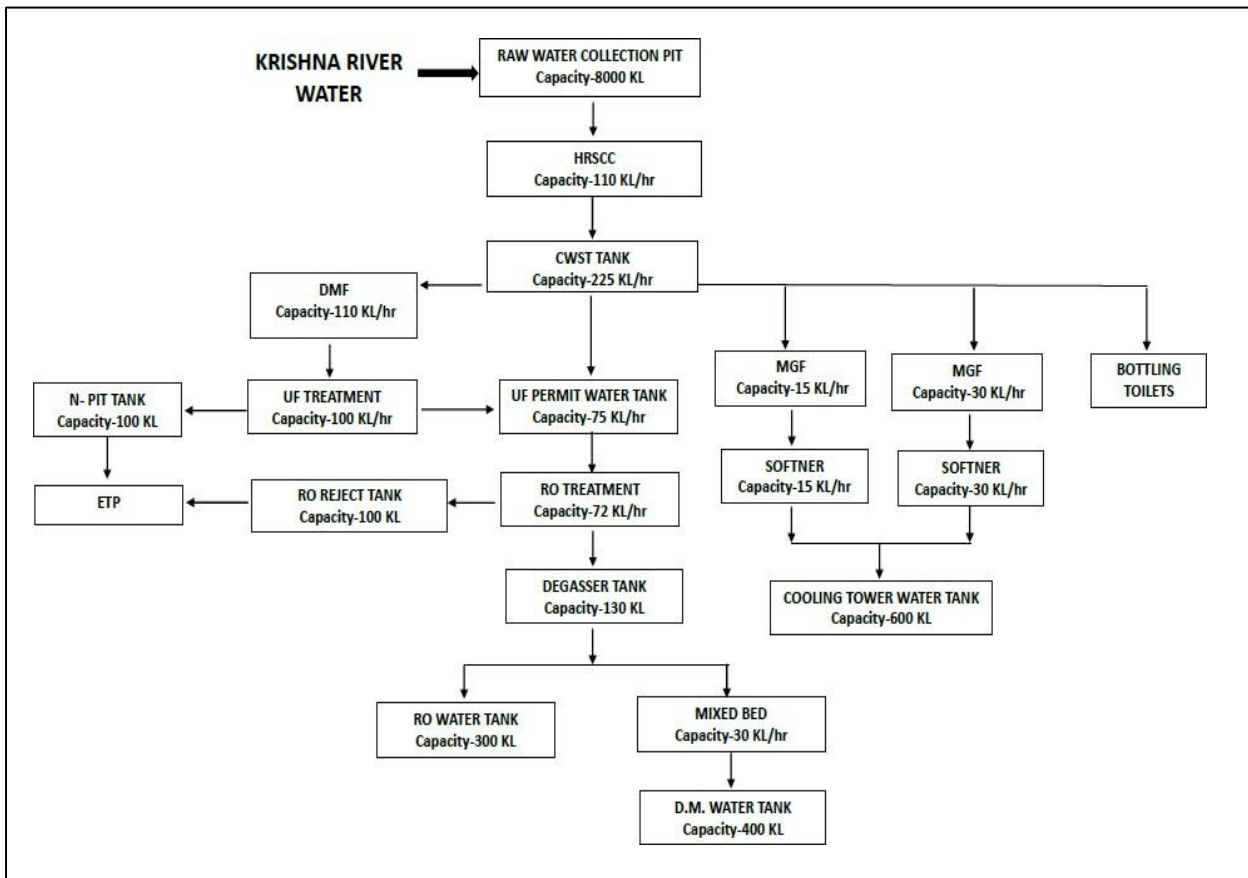 KRISHNA RIVER
WATER
RAW WATER COLLECTION PIT
Capacity-8000 KL
HRSCC
Capacity-110 KL/hr
CWST TANK
Capacity-225 KL/hr
DMF
Capacity-110 KL/hr
MGF
Capacity-15 KL/hr
MGF
Capacity-30 KL/hr
BOTTLING
TOILETS
N- PIT TANK
Capacity-100 KL
UF TREATMENT
Capacity-100 KL/hr
UF PERMIT WATER TANK
Capacity-75 KL/hr
SOFTNER
Capacity-15 KL/hr
SOFTNER
Capacity-30 KL/hr
ETP
RO REJECT TANK
Capacity-100 KL
RO TREATMENT
Capacity-72 KL/hr
DEGASSER TANK
Capacity-130 KL
COOLING TOWER WATER TANK
Capacity-600 KL
RO WATER TANK
Capacity-300 KL
MIXED BED
Capacity-30 KL/hr
D.M. WATER TANK
Capacity-400 KL